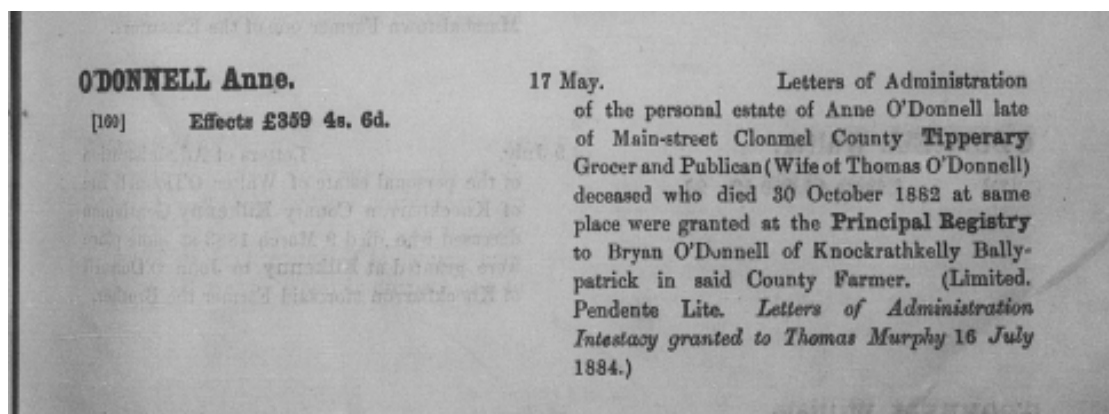 O'DONNELL Anne.
[100] Effects £359 4s. 6d.
17 May. Letters of Administration
of the personal estate of Anne O'Donnell late
of Main-street Clonmel County Tipperary
Grocer and Publican (Wife of Thomas O'Donnell)
deceased who died 30 October 1882 at same
place were granted at the Principal Registry
to Bryan O'Donnell of Knockrathkelly Bally-
patrick in said County Farmer. (Limited.
Pendente Lite. Letters of Administration
Intestacy granted to Thomas Murphy 16 July
1884.)